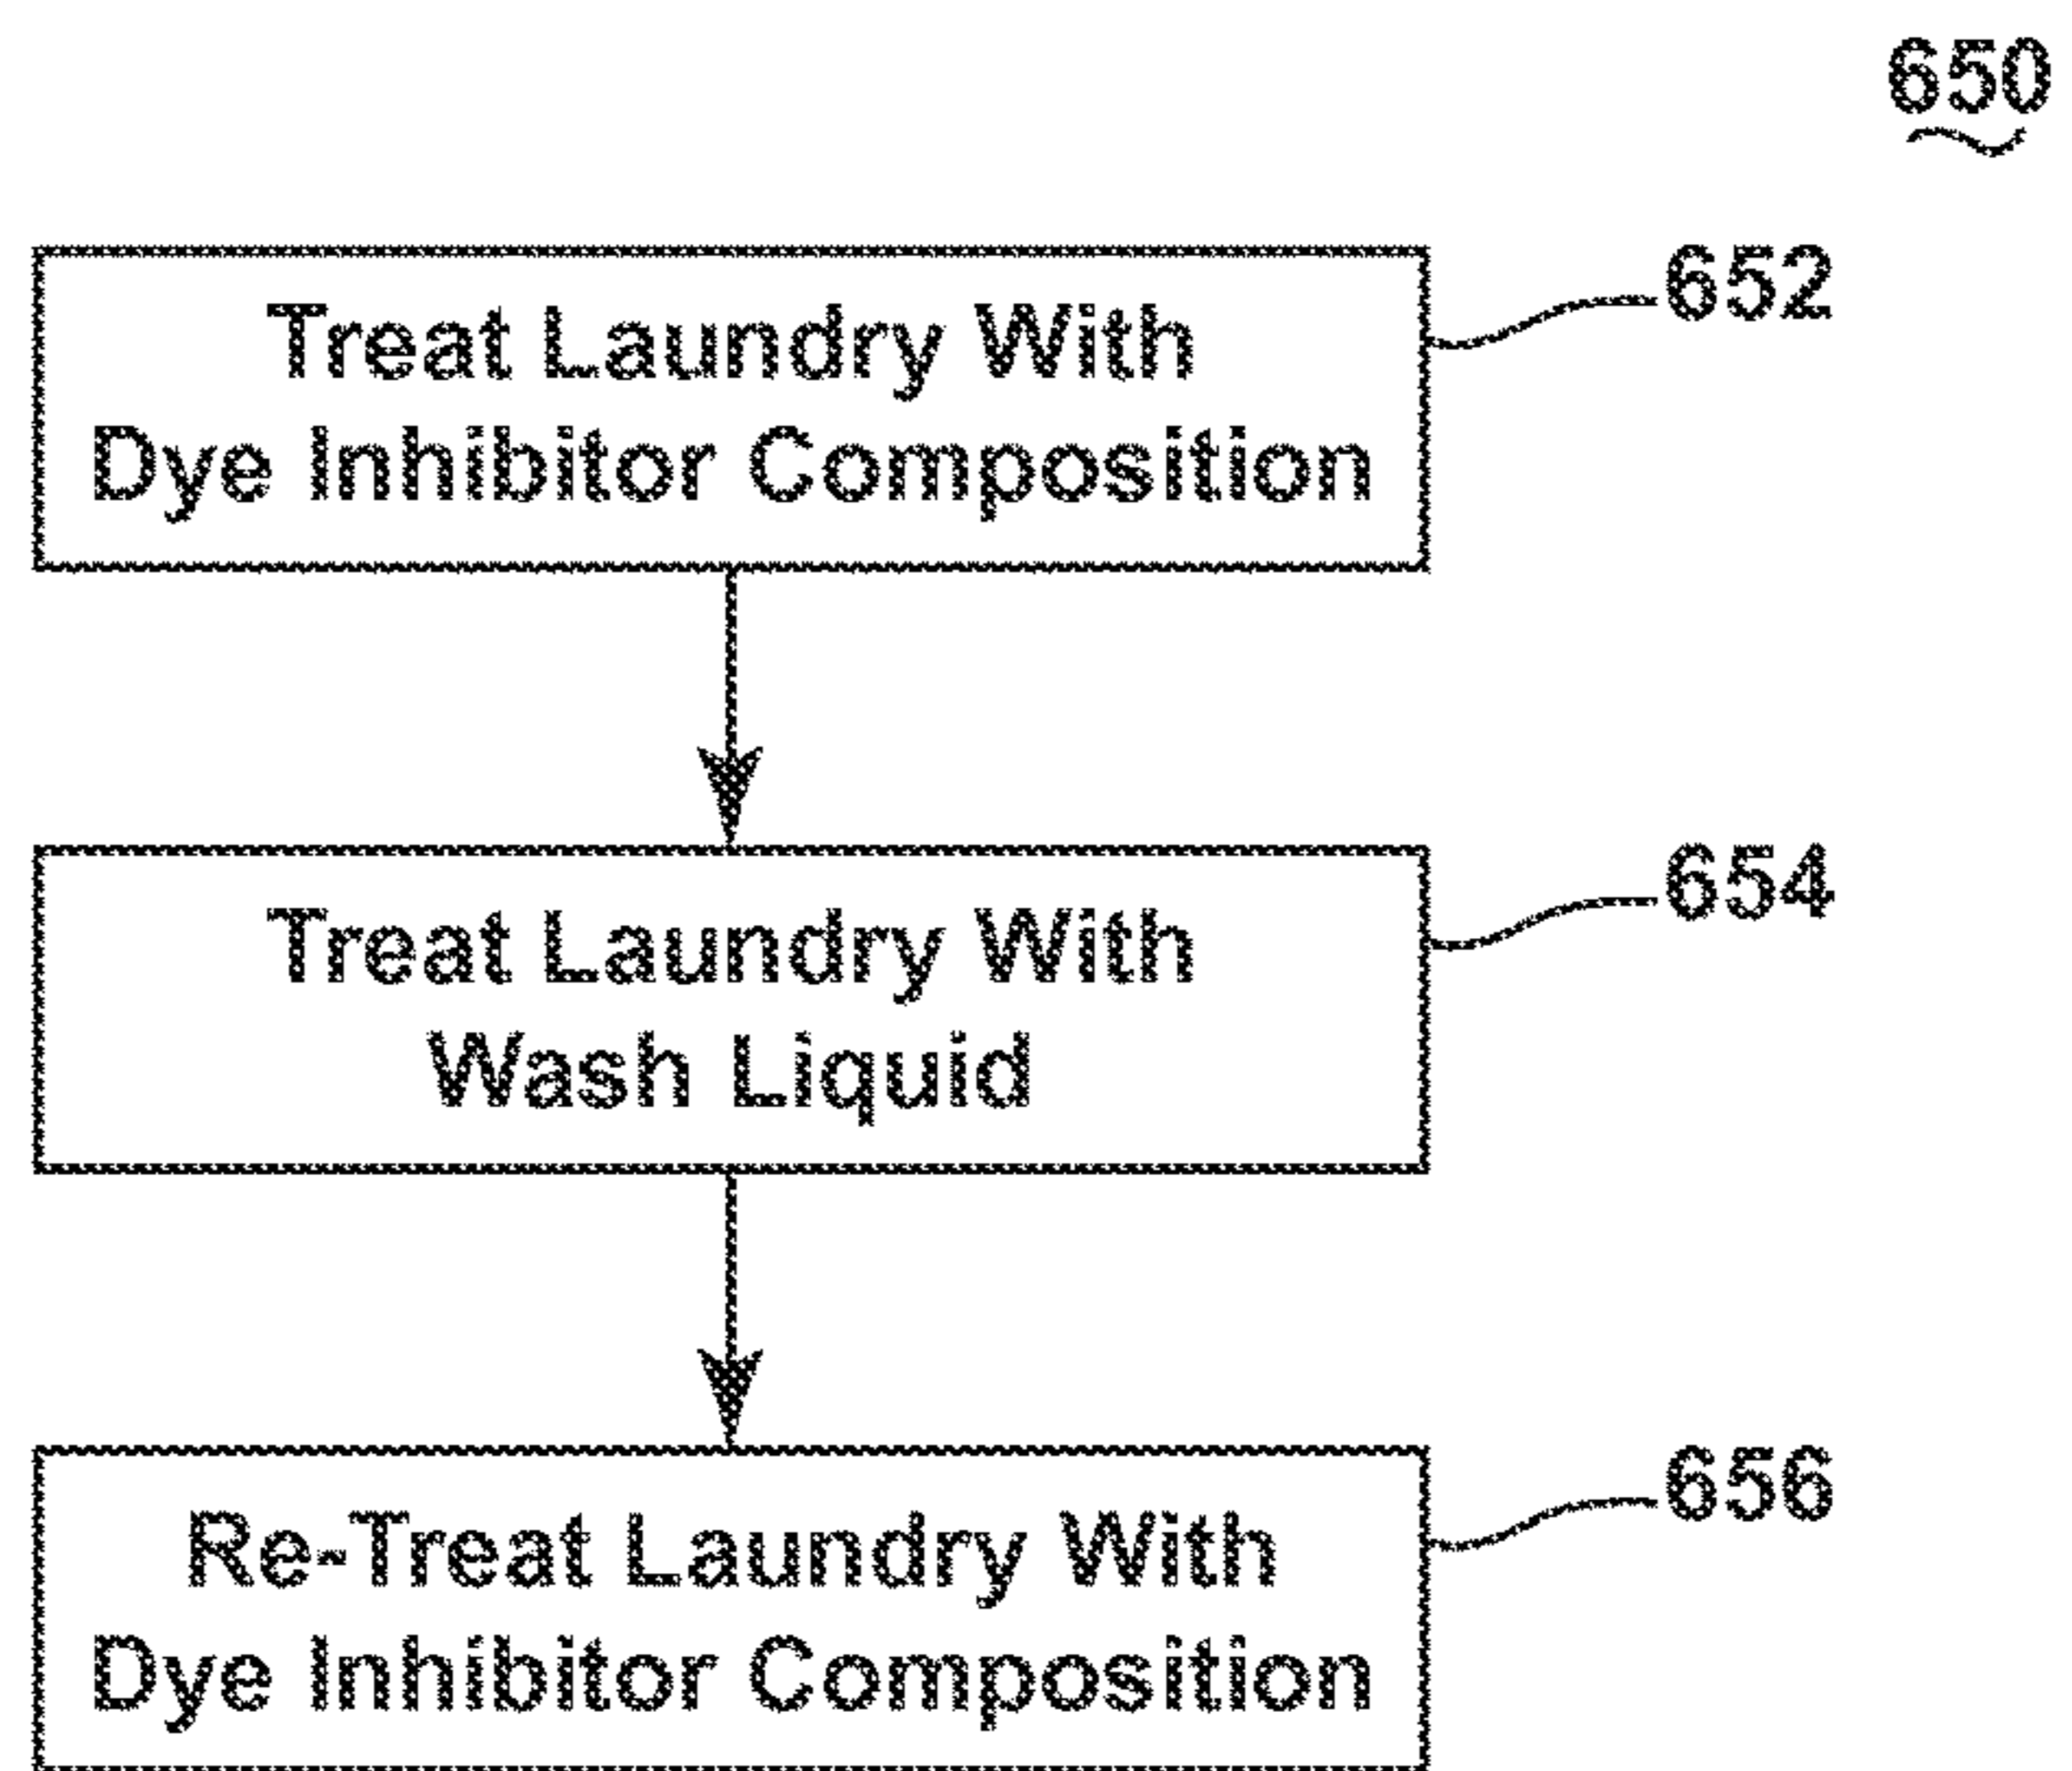 650
Treat Laundry With
Dye Inhibitor Composition
652
Treat Laundry With
Wash Liquid
654
Re-Treat Laundry With
Dye Inhibitor Composition
656